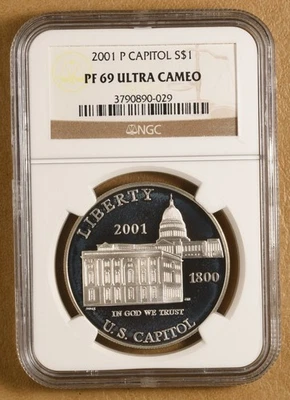 2001 P CAPITOL S$1
PF 69 ULTRA CAMEO
3790890-029
NGC
LIBERTY
2001
1800
IN GOD WE TRUST
U.S. CAPITOL